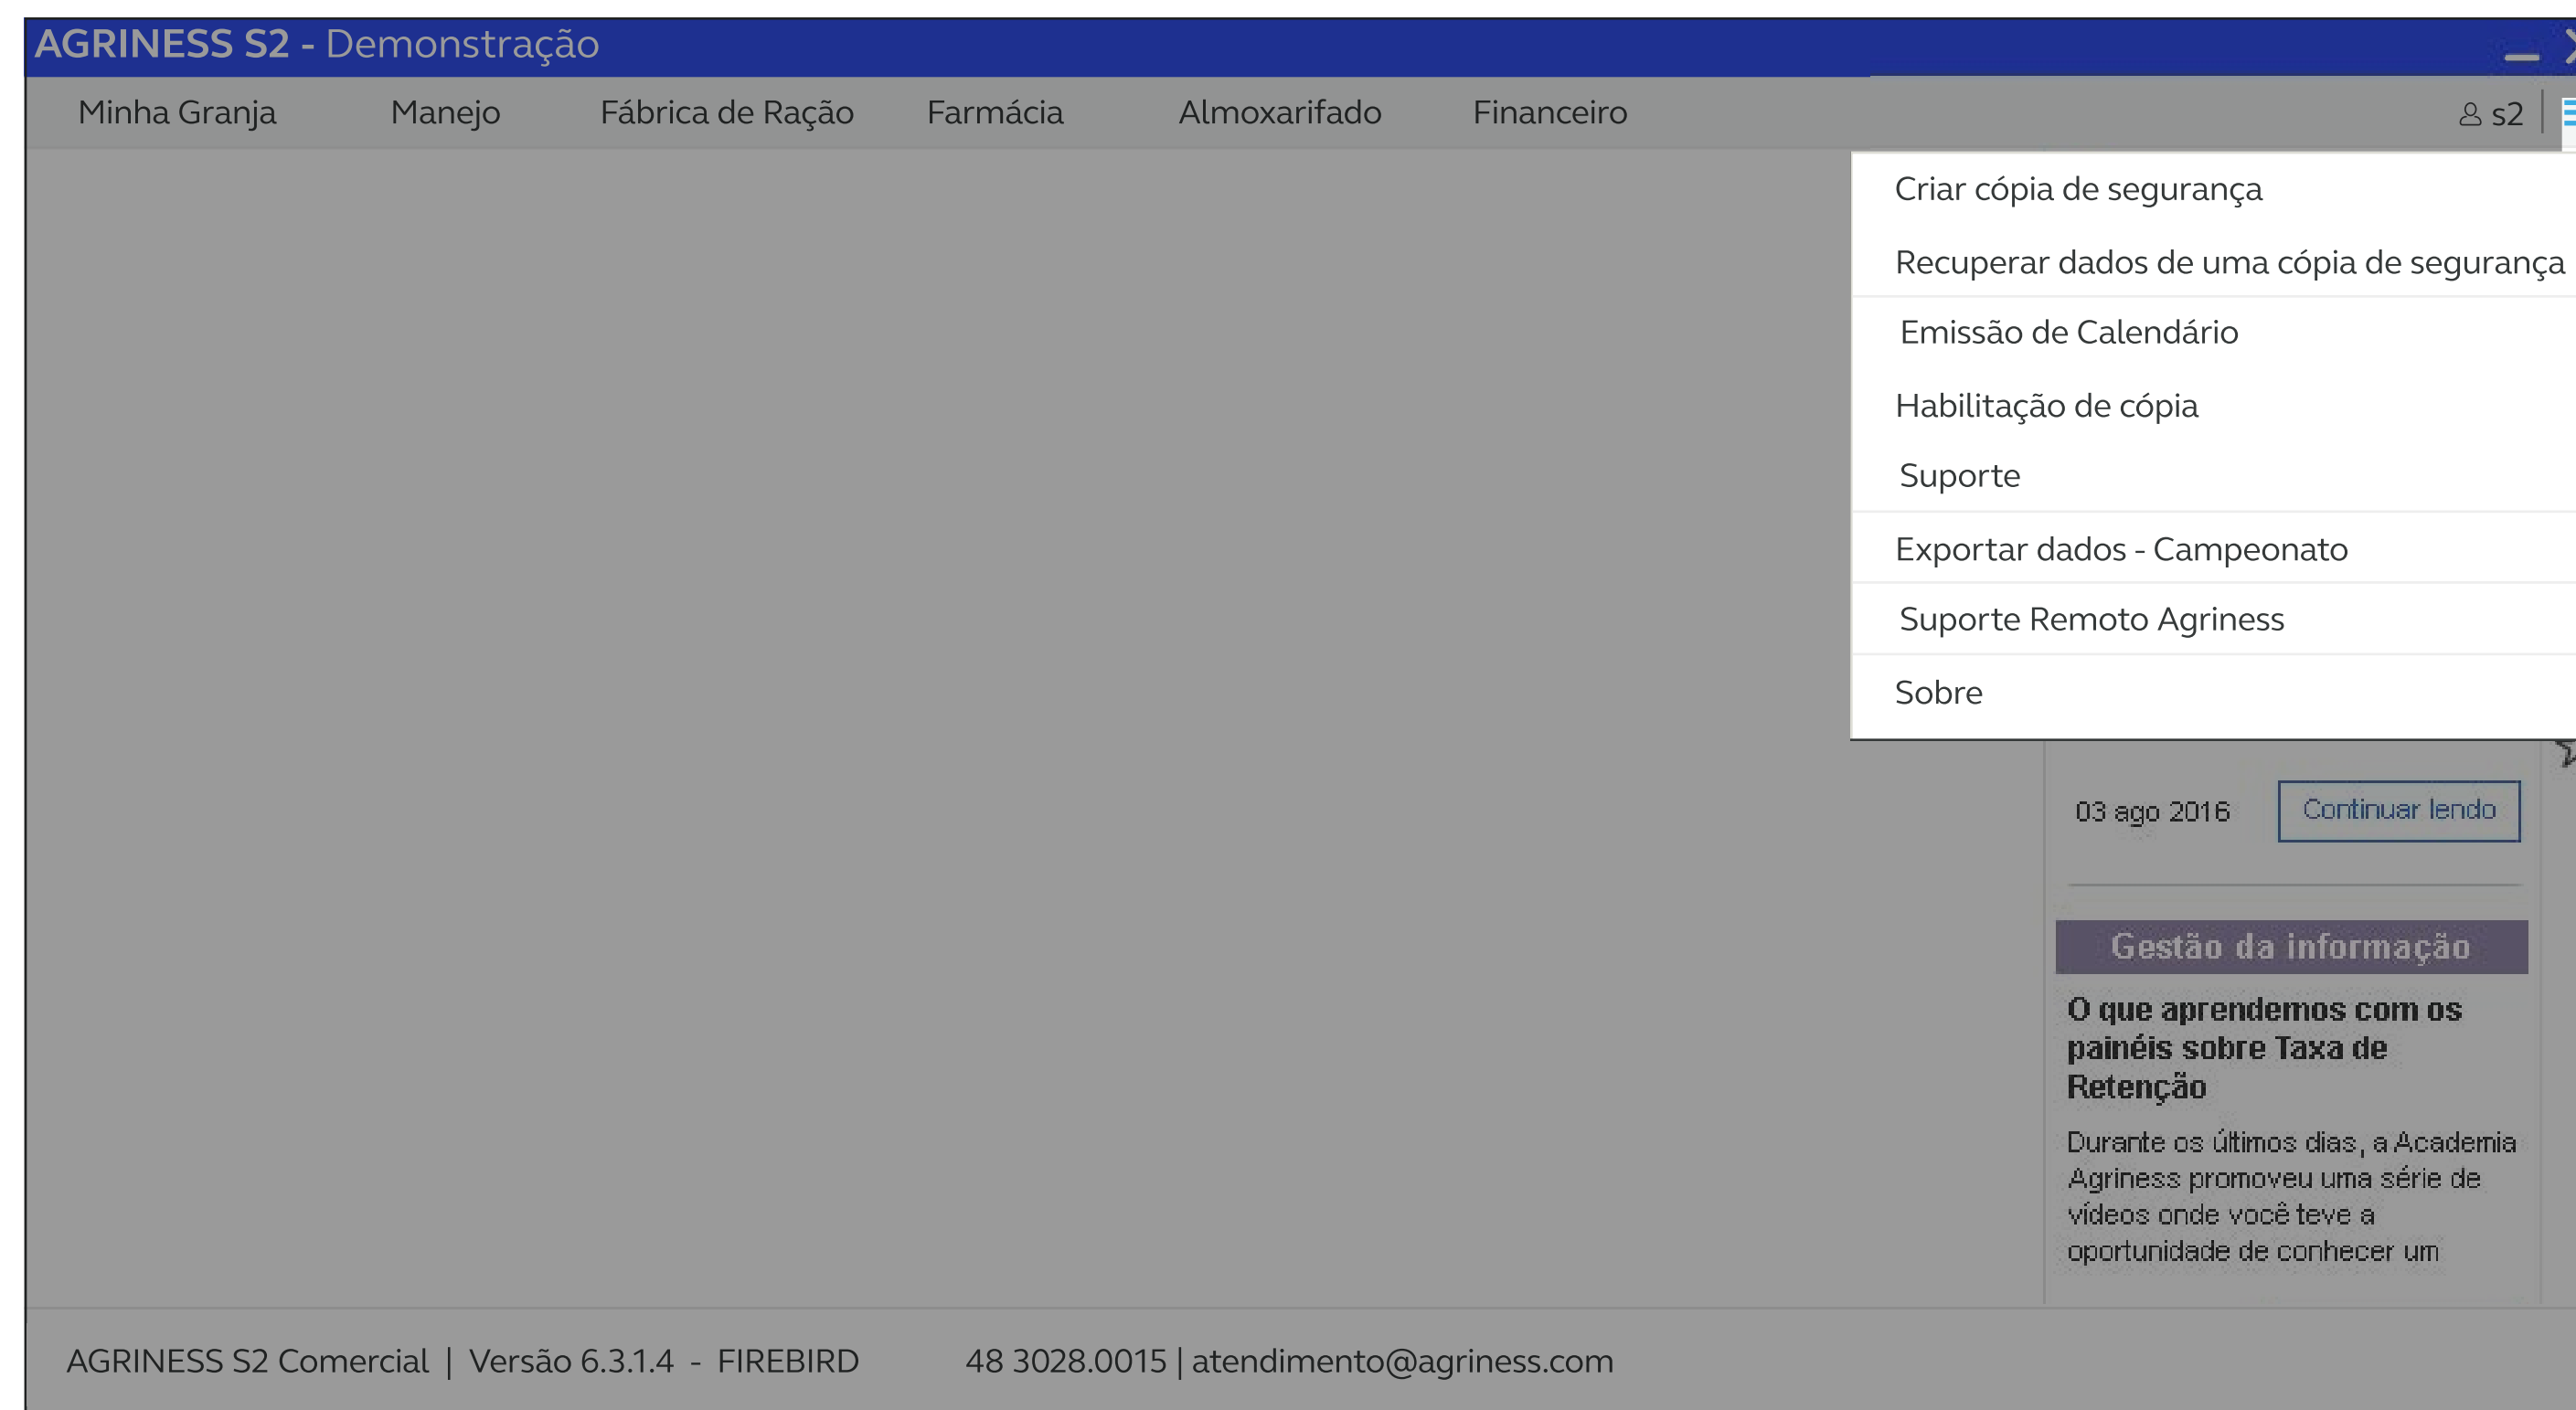 AGRINESS S2 - Demonstração
Minha Granja Manejo Fábrica de Ração Farmácia Almoxarifado Financeiro s2
Criar cópia de segurança
Recuperar dados de uma cópia de segurança
Emissão de Calendário
Habilitação de cópia
Suporte
Exportar dados - Campeonato
Suporte Remoto Agriness
Sobre
03 ago 2016 Continuar lendo
Gestão da informação
O que aprendemos com os
painéis sobre Taxa de
Retenção
Durante os últimos dias, a Academia
Agriness promoveu uma série de
vídeos onde você teve a
oportunidade de conhecer um
AGRINESS S2 Comercial | Versão 6.3.1.4 - FIREBIRD 48 3028.0015 | atendimento@agriness.com